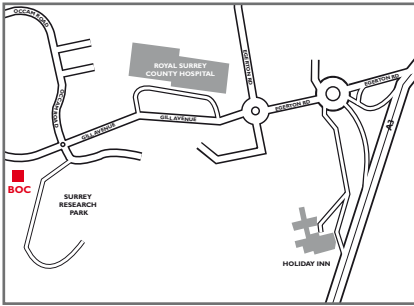 OCCAM ROAD
ROYAL SURREY
COUNTY HOSPITAL
EGERTON RD
EGERTON RD
OCCAM ROAD
EGERTON RD
GILL AVENUE
GILL AVENUE
A3
BOC
SURREY
RESEARCH
PARK
HOLIDAY INN